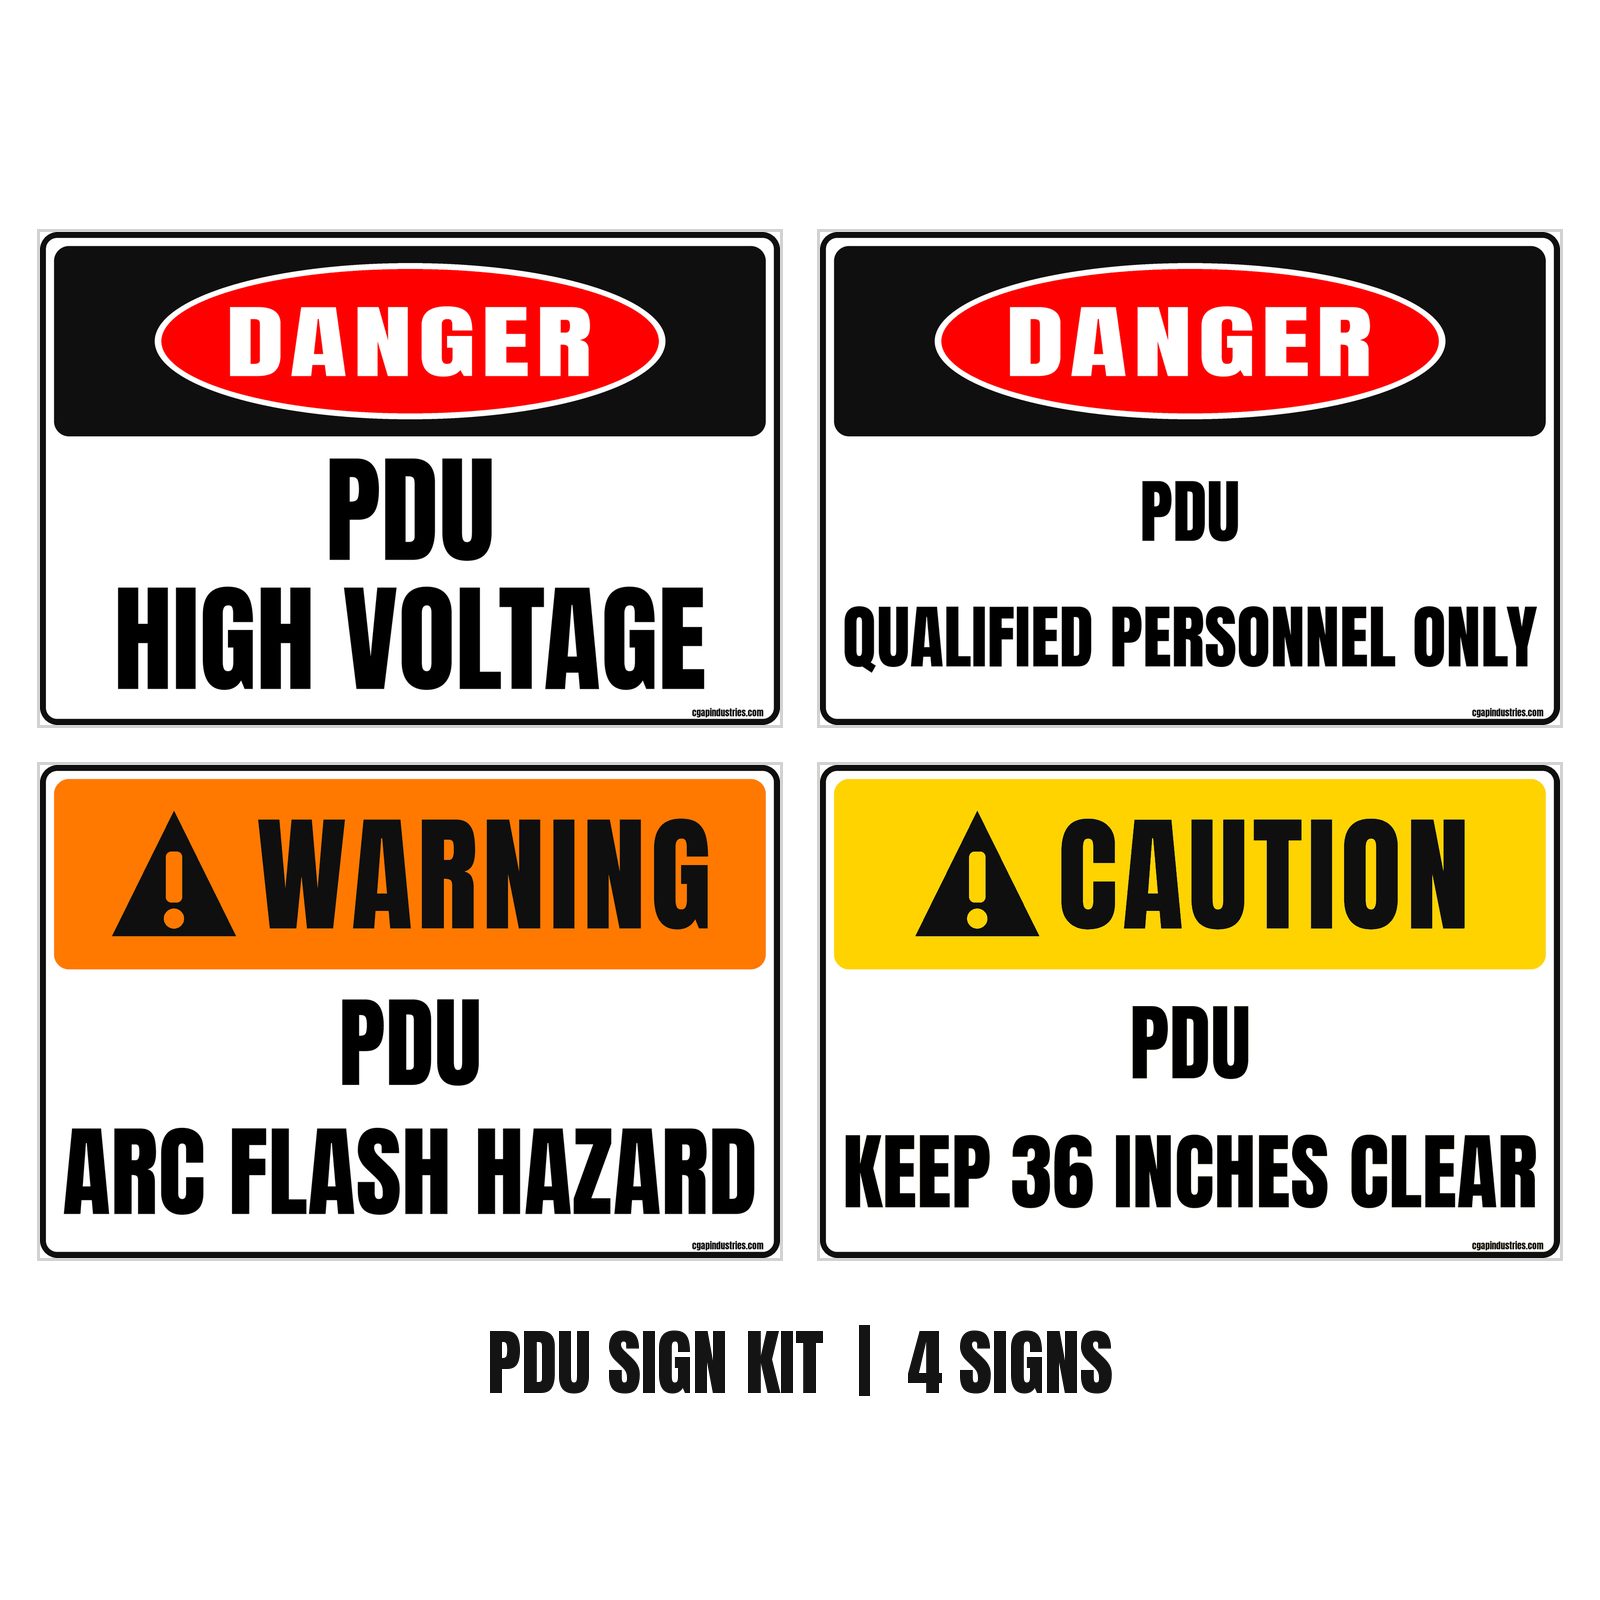 DANGER
PDU
HIGH VOLTAGE
cgapindustries.com
DANGER
PDU
QUALIFIED PERSONNEL ONLY
cgapindustries.com
WARNING
PDU
ARC FLASH HAZARD
cgapindustries.com
CAUTION
PDU
KEEP 36 INCHES CLEAR
cgapindustries.com
PDU SIGN KIT | 4 SIGNS